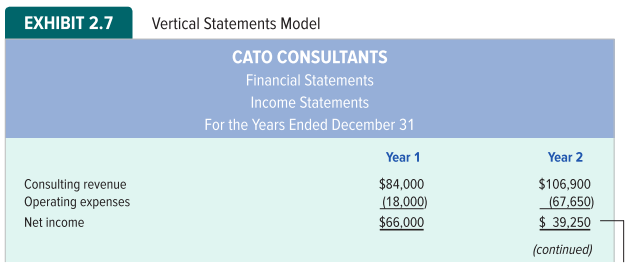 EXHIBIT 2.7 Vertical Statements Model
CATO CONSULTANTS
Financial Statements
Income Statements
For the Years Ended December 31
Year 1 Year 2
Consulting revenue $84,000 $106,900
Operating expenses (18,000) (67,650)
Net income $66,000 $ 39,250
(continued)